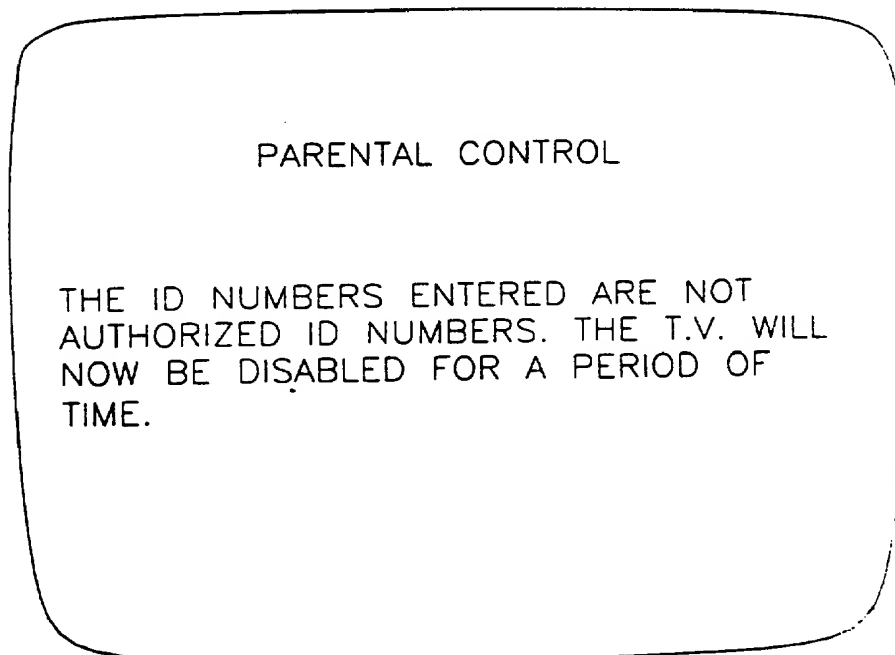 PARENTAL CONTROL
THE ID NUMBERS ENTERED ARE NOT
AUTHORIZED ID NUMBERS. THE T.V. WILL
NOW BE DISABLED FOR A PERIOD OF
TIME.